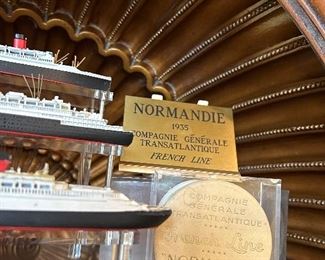 NORMANDIE
1935
COMPAGNIE GÉNÉRALE
TRANSATLANTIQUE
FRENCH LINE
COMPAGNIE
GÉNÉRALE
TRANSATLANTIQUE
French Line